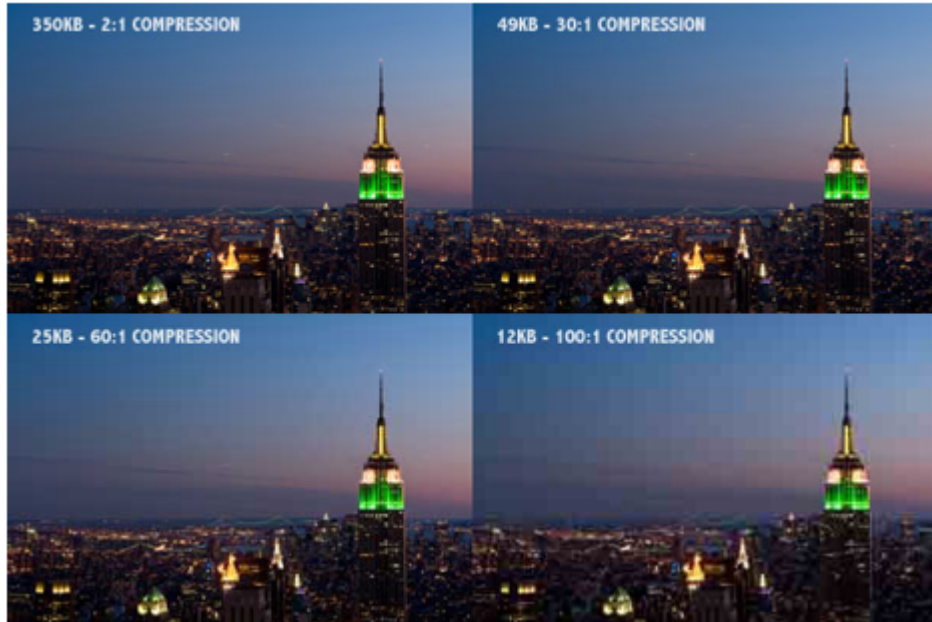 350KB - 2:1 COMPRESSION
49KB - 30:1 COMPRESSION
25KB - 60:1 COMPRESSION
12KB - 100:1 COMPRESSION